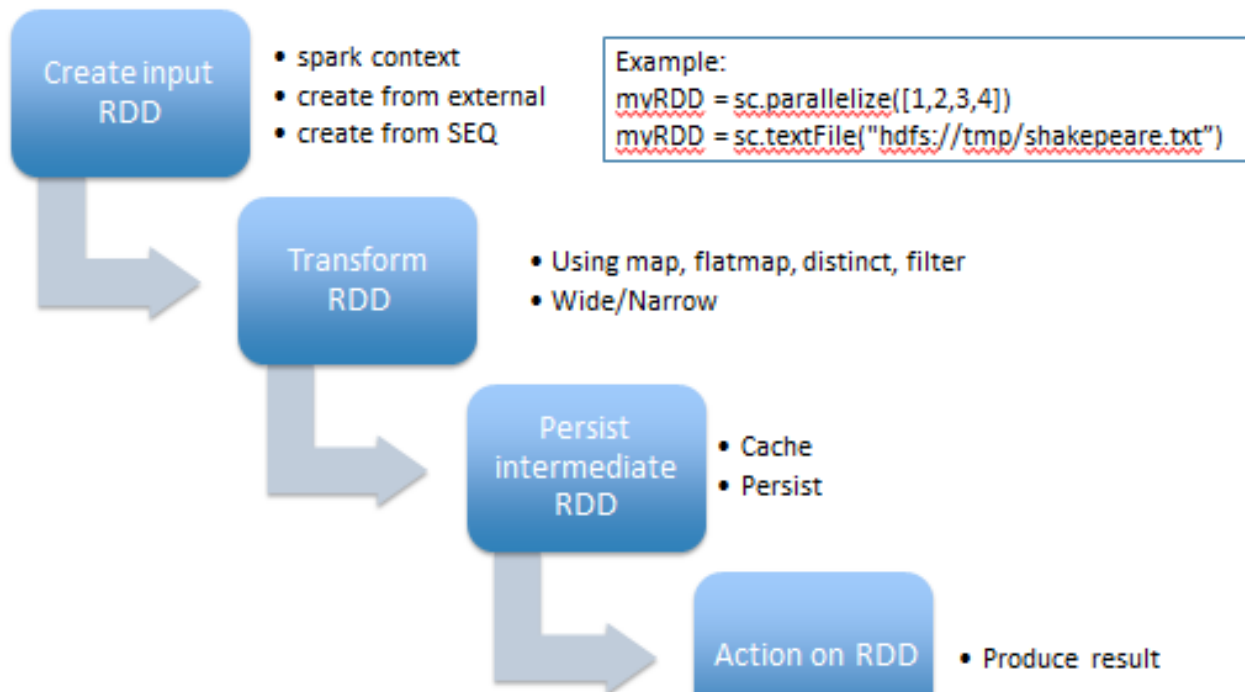 Create input
RDD
• spark context
• create from external
• create from SEQ
Example:
myRDD = sc.parallelize([1,2,3,4])
myRDD = sc.textFile("hdfs://tmp/shakepeare.txt”)
Transform
RDD
• Using map, flatmap, distinct, filter
• Wide/Narrow
Persist
intermediate
RDD
• Cache
• Persist
Action on RDD
• Produce result